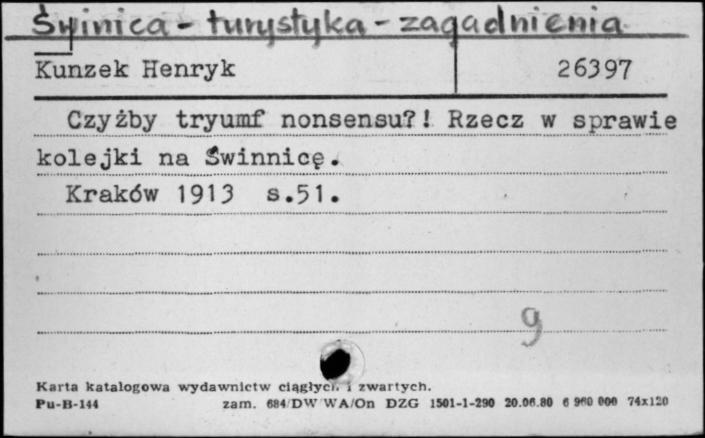 Świnica - turystyka - zagadnienia
Kunzek Henryk 26397
Czyżby tryumf nonsensu?! Rzecz w sprawie
kolejki na Świnnicę.
Kraków 1913 s.51.
9
Karta katalogowa wydawnictw ciągłych i zwartych.
Pu-B-144 zam. 684/DW WA/On DZG 1501-1-290 20.06.80 6 960 000 74x120